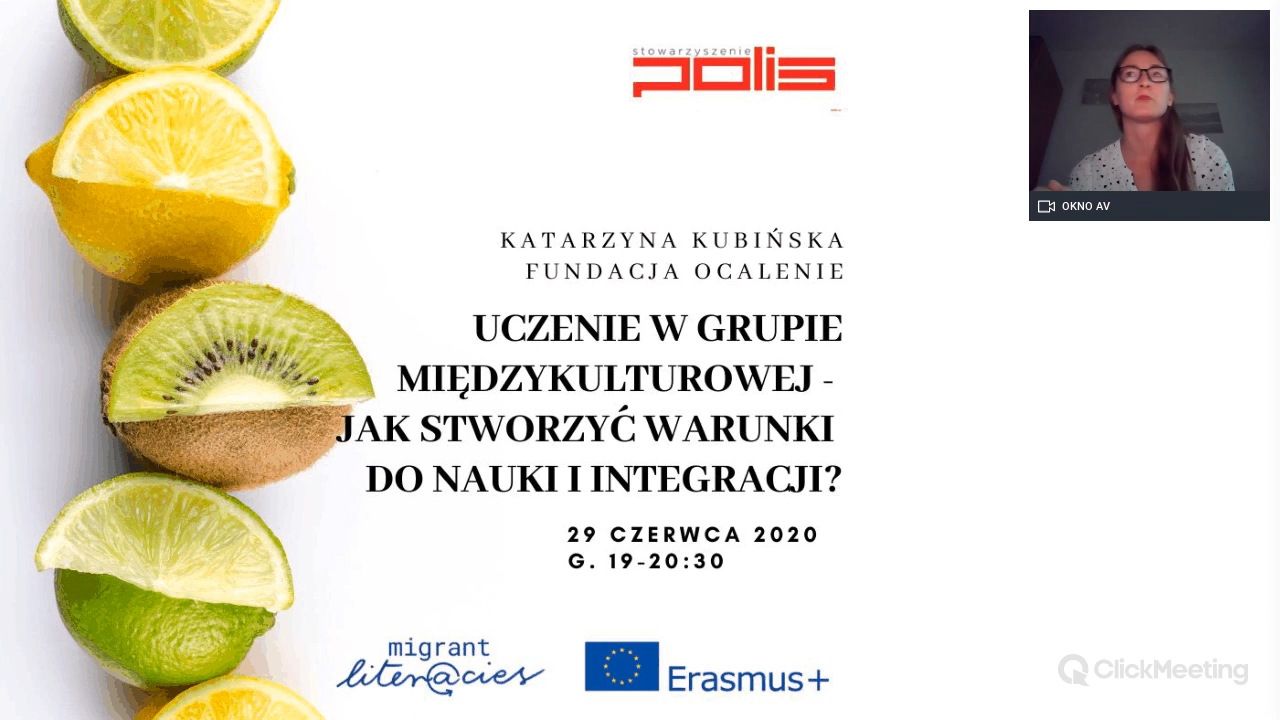 stowarzyszenie
polis
OKNO AV
KATARZYNA KUBIŃSKA
FUNDACJA OCALENIE
UCZENIE W GRUPIE
MIĘDZYKULTUROWEJ -
JAK STWORZYĆ WARUNKI
DO NAUKI I INTEGRACJI?
29 CZERWCA 2020
G. 19-20:30
migrant
liter@cies
Erasmus+
ClickMeeting